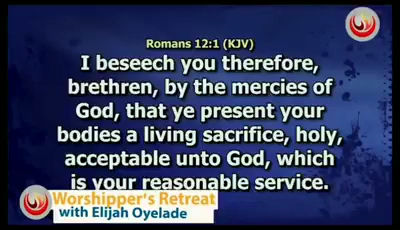 Romans 12:1 (KJV)
I beseech you therefore,
brethren, by the mercies of
God, that ye present your
bodies a living sacrifice, holy,
acceptable unto God, which
is your reasonable service.
Worshipper's Retreat
with Elijah Oyelade